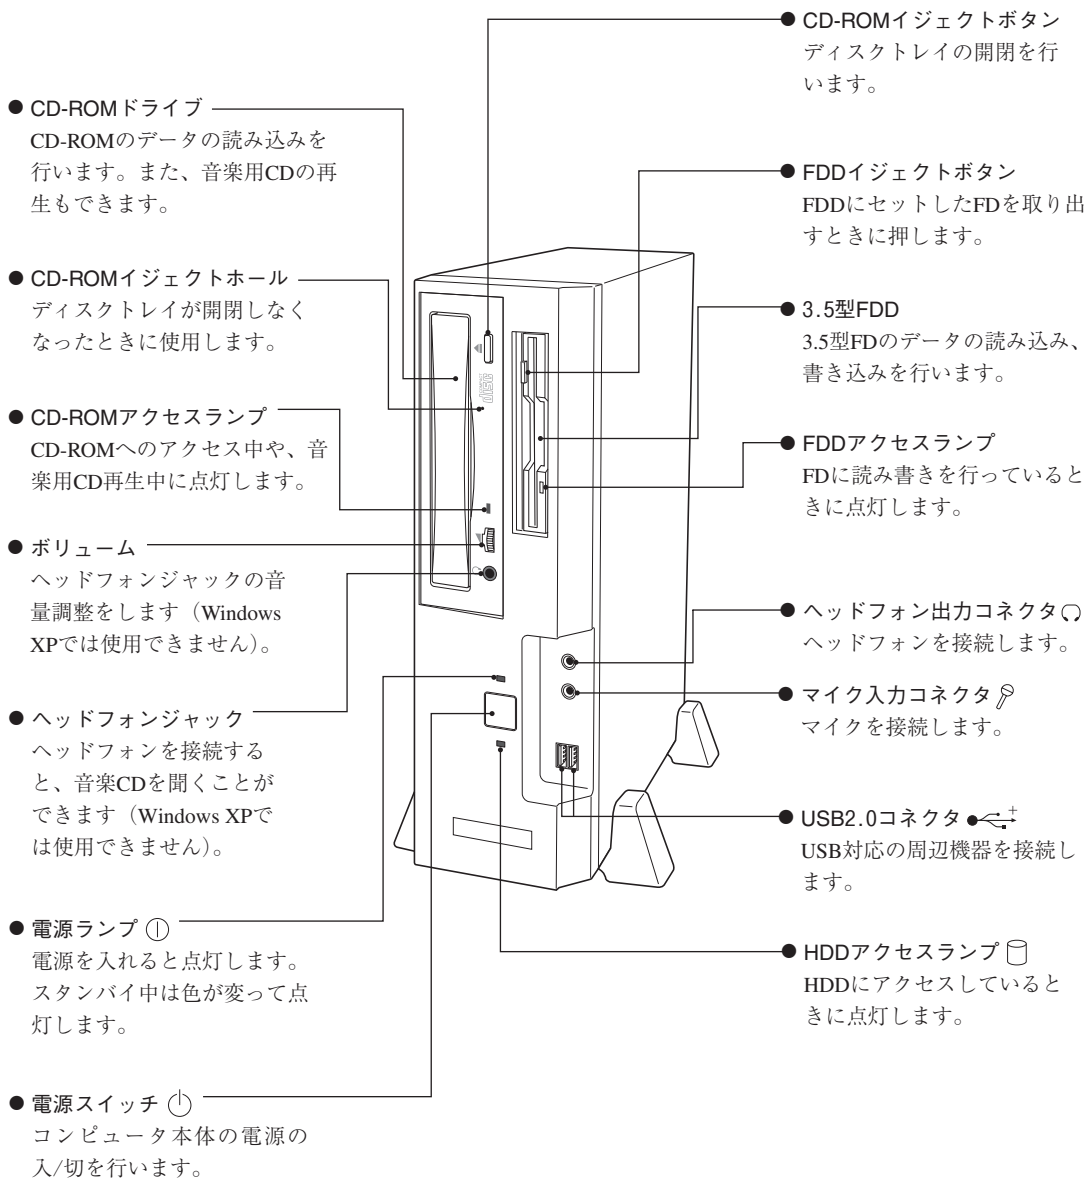 ● CD-ROMドライブ
CD-ROMのデータの読み込みを
行います。また、音楽用CDの再
生もできます。
● CD-ROMイジェクトホール
ディスクトレイが開閉しなく
なったときに使用します。
● CD-ROMアクセスランプ
CD-ROMへのアクセス中や、音
楽用CD再生中に点灯します。
● ボリューム
ヘッドフォンジャックの音
量調整をします（Windows
XPでは使用できません）。
● ヘッドフォンジャック
ヘッドフォンを接続する
と、音楽CDを聞くことが
できます（Windows XPで
は使用できません）。
● 電源ランプ
電源を入れると点灯します。
スタンバイ中は色が変って点
灯します。
● 電源スイッチ
コンピュータ本体の電源の
入/切を行います。
disc
● CD-ROMイジェクトボタン
ディスクトレイの開閉を行
います。
● FDDイジェクトボタン
FDDにセットしたFDを取り出
すときに押します。
● 3.5型FDD
3.5型FDのデータの読み込み、
書き込みを行います。
● FDDアクセスランプ
FDに読み書きを行っていると
きに点灯します。
● ヘッドフォン出力コネクタ
ヘッドフォンを接続します。
● マイク入力コネクタ
マイクを接続します。
● USB2.0コネクタ
USB対応の周辺機器を接続し
ます。
● HDDアクセスランプ
HDDにアクセスしていると
きに点灯します。